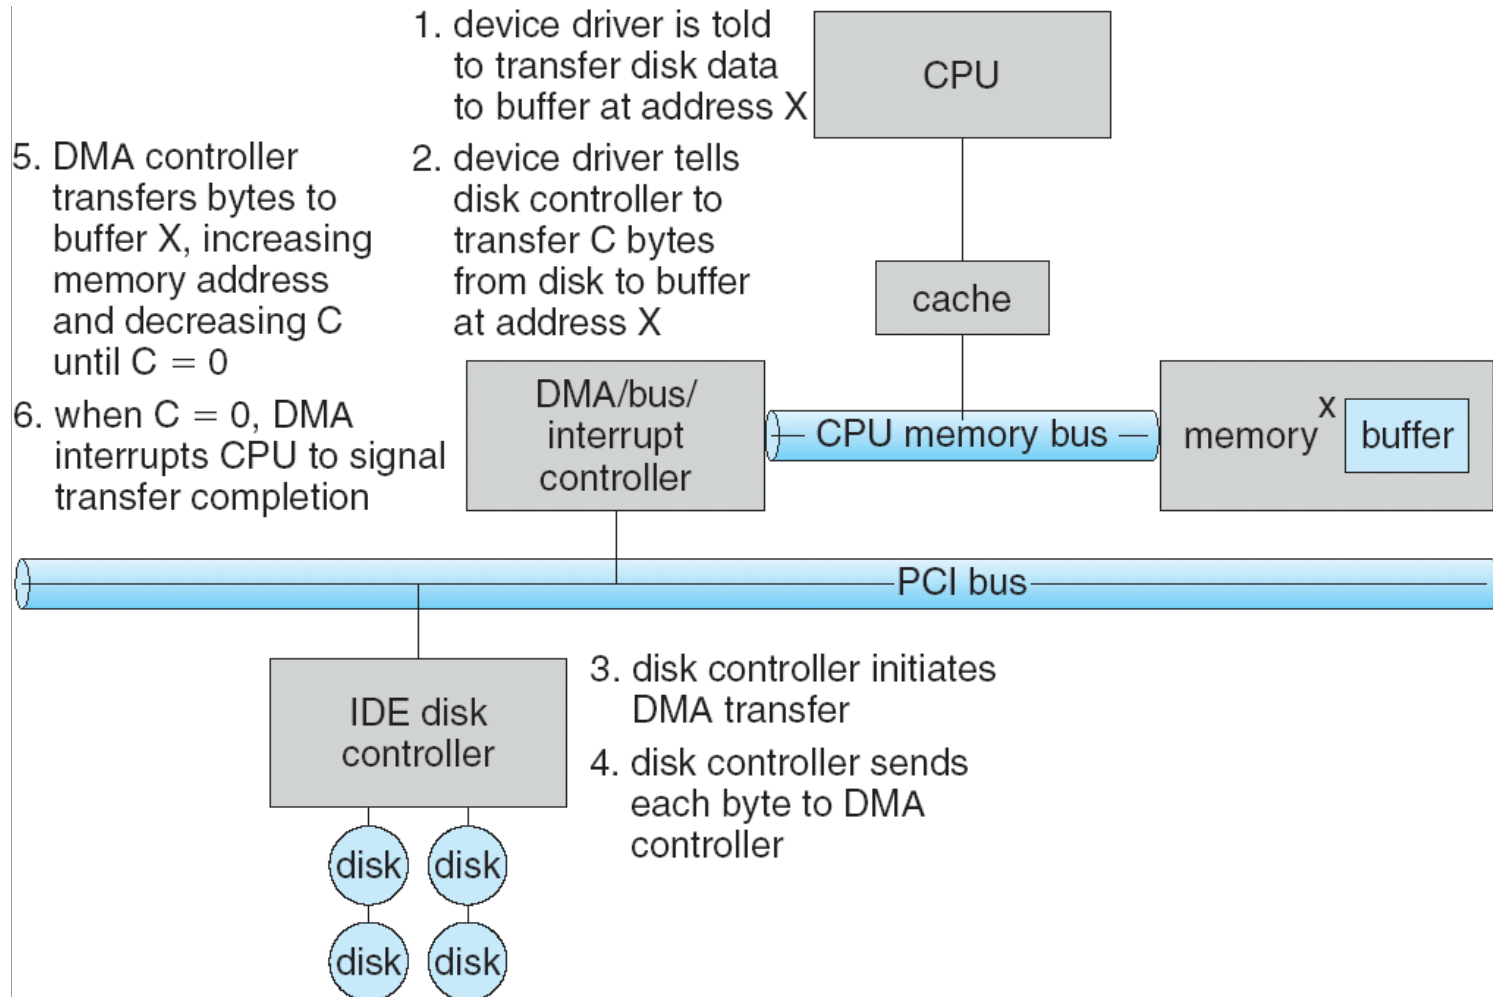 1. device driver is told
to transfer disk data
to buffer at address X
CPU
5. DMA controller
transfers bytes to
buffer X, increasing
memory address
and decreasing C
until C = 0
2. device driver tells
disk controller to
transfer C bytes
from disk to buffer
at address X
cache
6. when C = 0, DMA
interrupts CPU to signal
transfer completion
DMA/bus/
interrupt
controller
CPU memory bus
memory
x
buffer
PCI bus
IDE disk
controller
3. disk controller initiates
DMA transfer
4. disk controller sends
each byte to DMA
controller
disk
disk
disk
disk